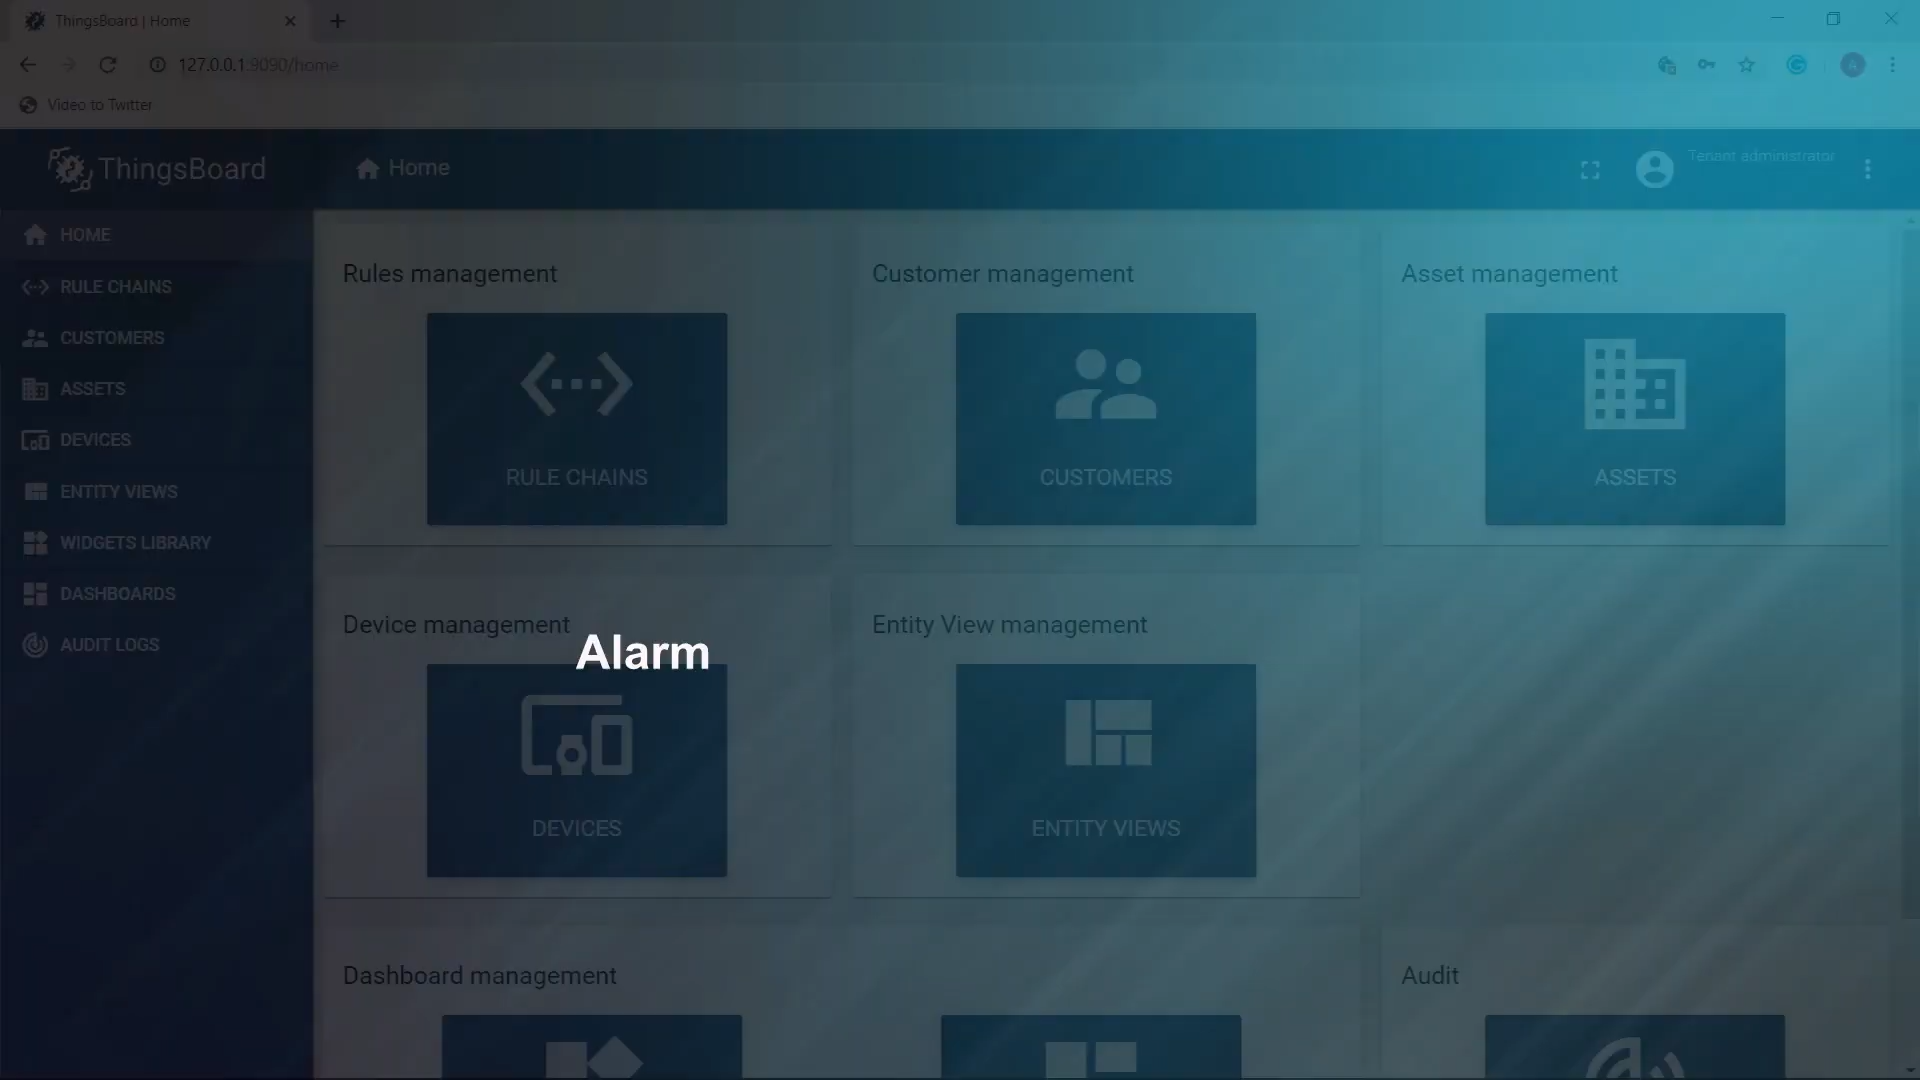 ThingsBoard | Home
127.0.0.1:9090/home
A
Video to Twitter
ThingsBoard
Home
Tenant administrator
HOME
RULE CHAINS
CUSTOMERS
ASSETS
DEVICES
ENTITY VIEWS
WIDGETS LIBRARY
DASHBOARDS
AUDIT LOGS
Rules management
RULE CHAINS
Customer management
CUSTOMERS
Asset management
ASSETS
Device management
Alarm
DEVICES
Entity View management
ENTITY VIEWS
Dashboard management
Audit